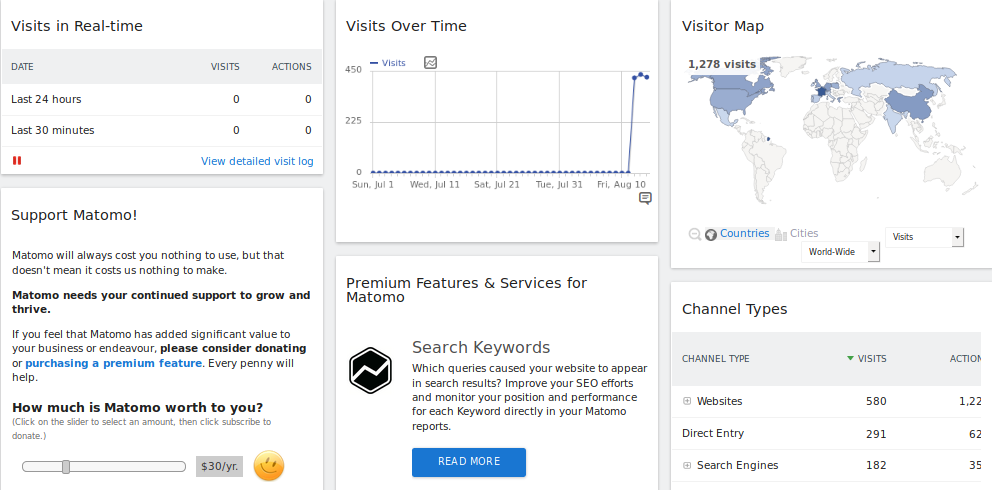 Visits in Real-time
DATE VISITS ACTIONS
Last 24 hours 0 0
Last 30 minutes 0 0
View detailed visit log
Support Matomo!
Matomo will always cost you nothing to use, but that
doesn't mean it costs us nothing to make.
Matomo needs your continued support to grow and
thrive.
If you feel that Matomo has added significant value to
your business or endeavour, please consider donating
or purchasing a premium feature. Every penny will
help.
How much is Matomo worth to you?
(Click on the slider to select an amount, then click subscribe to
donate.)
$30/yr.
Visits Over Time
Visits
450
225
0
Sun, Jul 1 Wed, Jul 11 Sat, Jul 21 Tue, Jul 31 Fri, Aug 10
Premium Features & Services for
Matomo
Search Keywords
Which queries caused your website to appear
in search results? Improve your SEO efforts
and monitor your position and performance
for each Keyword directly in your Matomo
reports.
READ MORE
Visitor Map
1,278 visits
Countries Cities
Visits
World-Wide
Channel Types
CHANNEL TYPE VISITS ACTION
Websites 580 1,22
Direct Entry 291 62
Search Engines 182 35